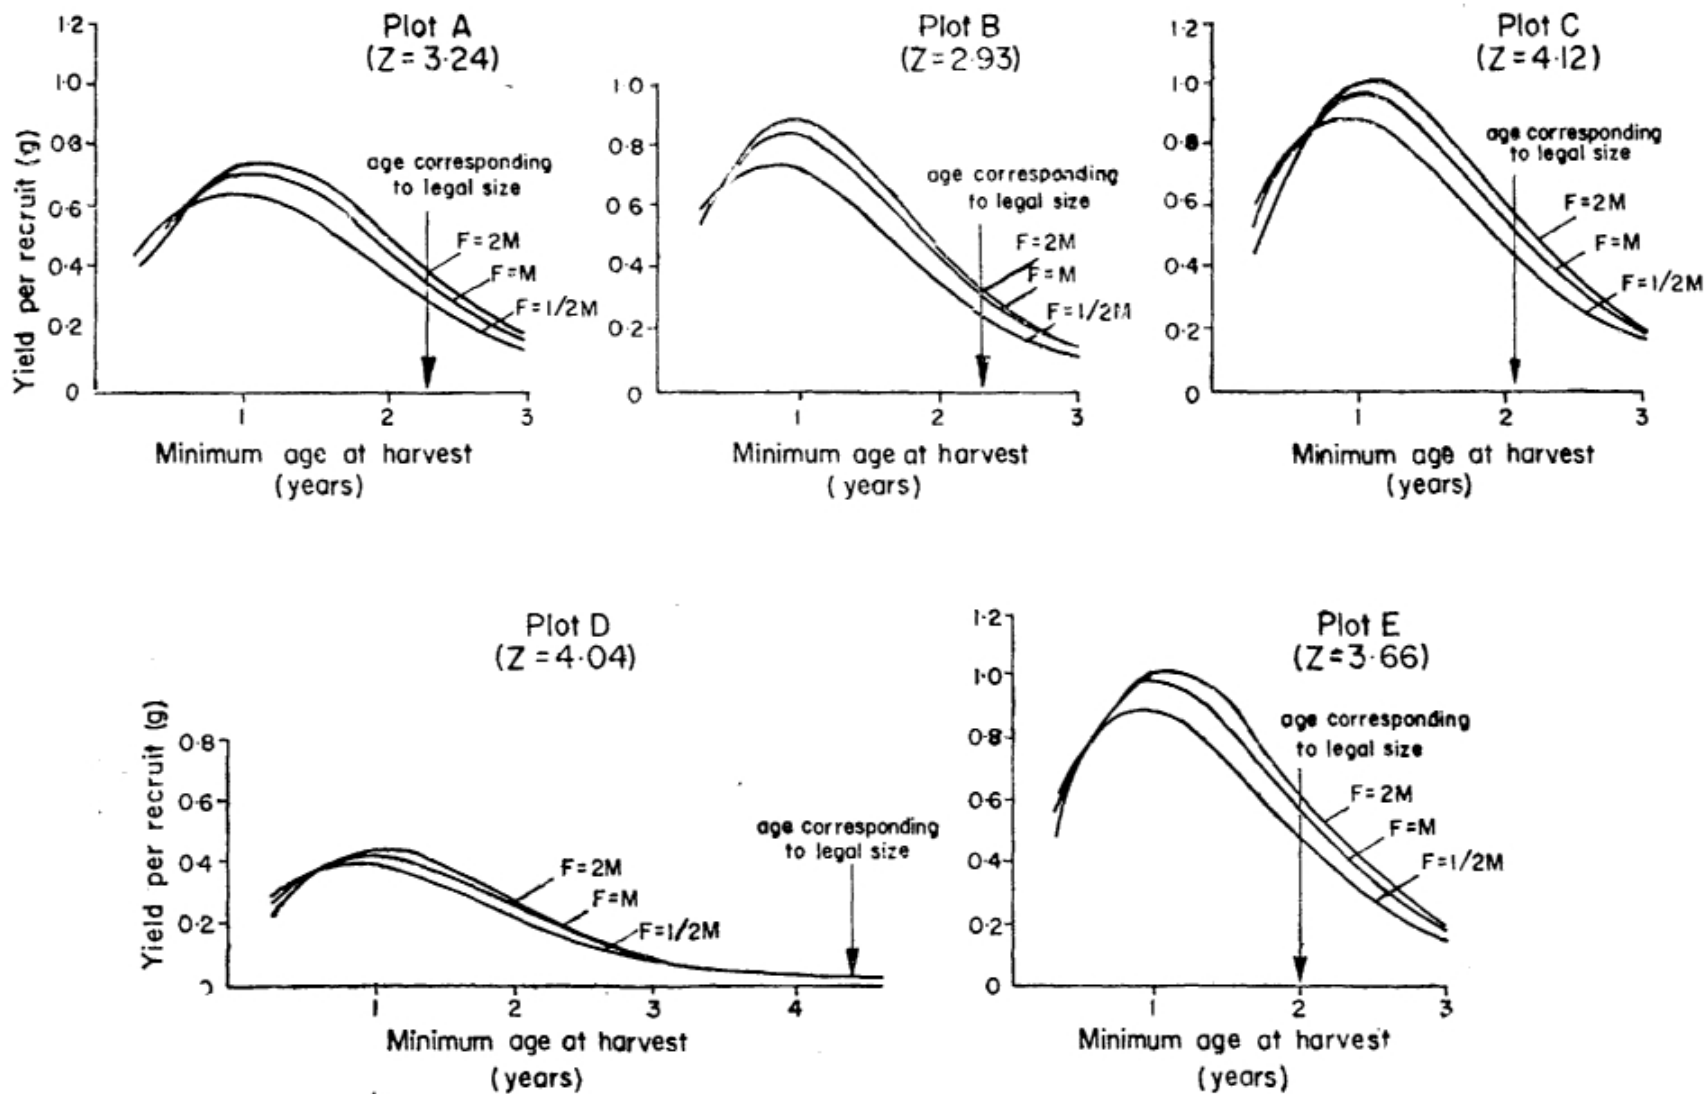 Plot A
(Z=3·24)
1·2
1·0
0·8
0·6
0·4
0·2
0
Yield per recruit (g)
age corresponding
to legal size
F=2M
F=M
F=1/2M
1 2 3
Minimum age at harvest
(years)
Plot B
(Z=2·93)
1·0
0·8
0·6
0·4
0·2
0
age corresponding
to legal size
F=2M
F=M
F=1/2M
1 2 3
Minimum age at harvest
(years)
Plot C
(Z=4·12)
1·2
1·0
0·8
0·6
0·4
0·2
0
age corresponding
to legal size
F=2M
F=M
F=1/2M
1 2 3
Minimum age at harvest
(years)
Plot D
(Z=4·04)
0·8
0·6
0·4
0·2
0
Yield per recruit (g)
age corresponding
to legal size
F=2M
F=M
F=1/2M
1 2 3 4
Minimum age at harvest
(years)
Plot E
(Z=3·66)
1·2
1·0
0·8
0·6
0·4
0·2
0
age corresponding
to legal size
F=2M
F=M
F=1/2M
1 2 3
Minimum age at harvest
(years)